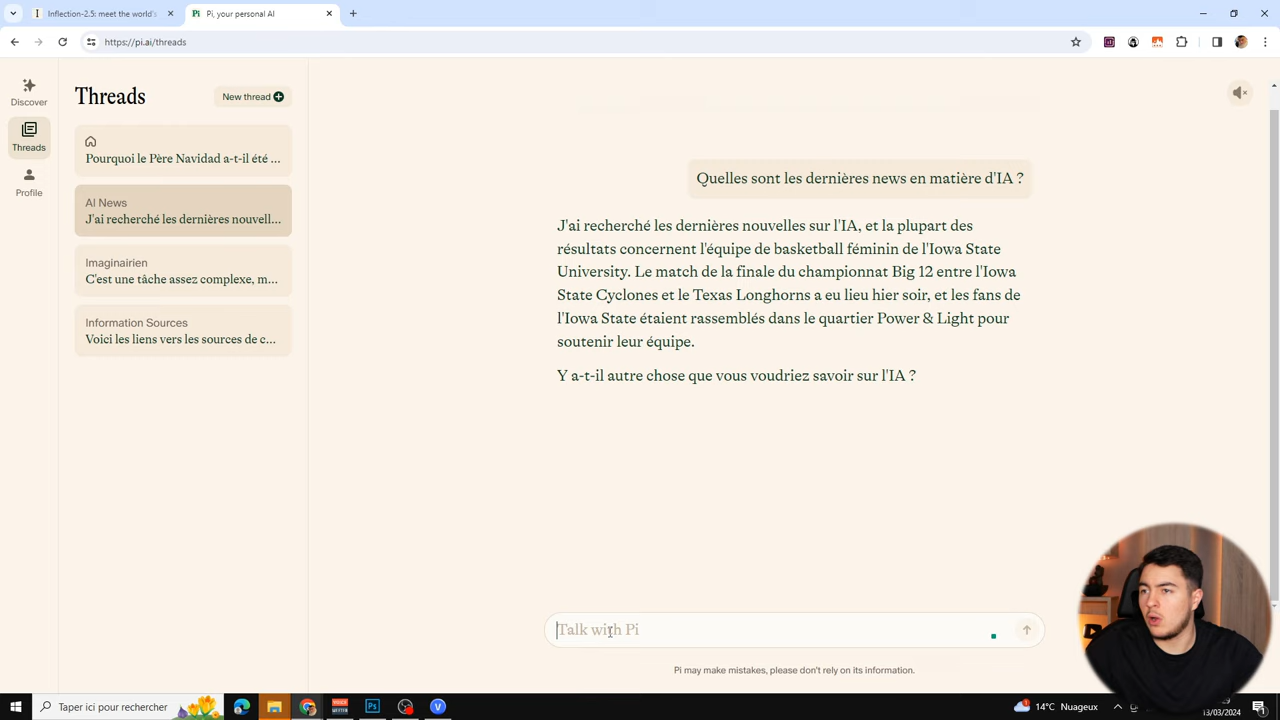 Inflection-2.5: meet the world's
Pi, your personal AI
https://pi.ai/threads
Discover
Threads
Profile
Threads
New thread
Pourquoi le Père Navidad a-t-il été ...
AI News
J'ai recherché les dernières nouvell...
Imaginairien
C'est une tâche assez complexe, m...
Information Sources
Voici les liens vers les sources de c...
Quelles sont les dernières news en matière d'IA ?
J'ai recherché les dernières nouvelles sur l'IA, et la plupart des
résultats concernent l'équipe de basketball féminin de l'Iowa State
University. Le match de la finale du championnat Big 12 entre l'Iowa
State Cyclones et le Texas Longhorns a eu lieu hier soir, et les fans de
l'Iowa State étaient rassemblés dans le quartier Power & Light pour
soutenir leur équipe.
Y a-t-il autre chose que vous voudriez savoir sur l'IA ?
Talk with Pi
Pi may make mistakes, please don't rely on its information.
Taper ici pour rechercher
14°C Nuageux
13/03/2024